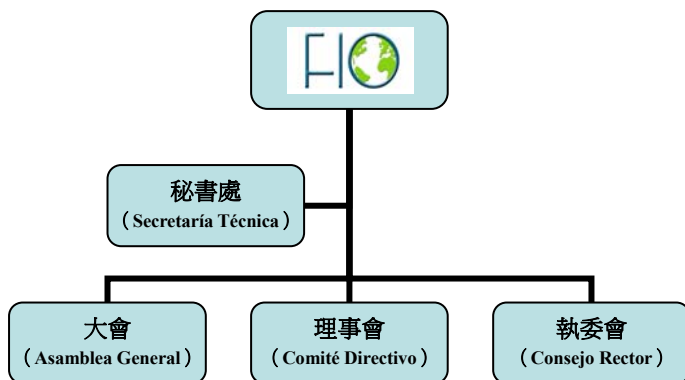 FIO
秘書處
（Secretaría Técnica）
大會
（Asamblea General）
理事會
（Comité Directivo）
執委會
（Consejo Rector）